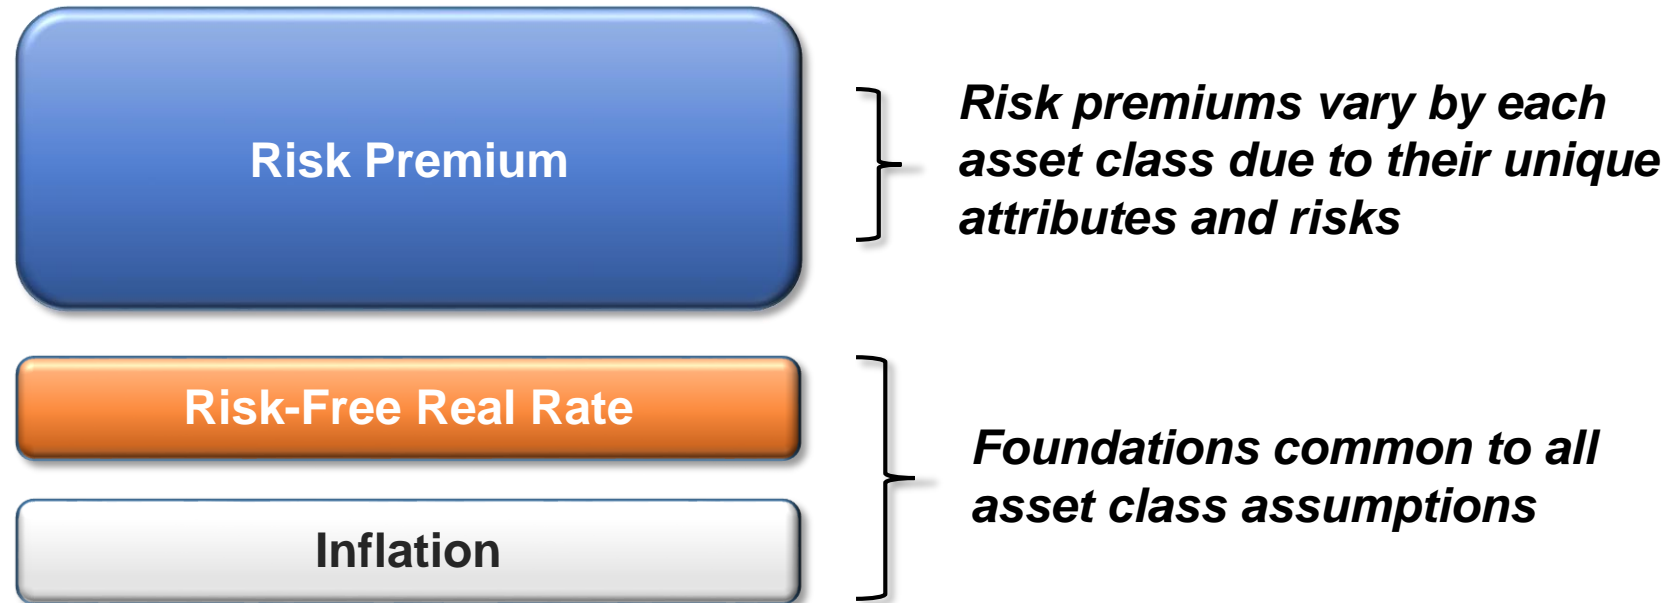 Risk Premium
Risk premiums vary by each
asset class due to their unique
attributes and risks
Risk-Free Real Rate
Inflation
Foundations common to all
asset class assumptions